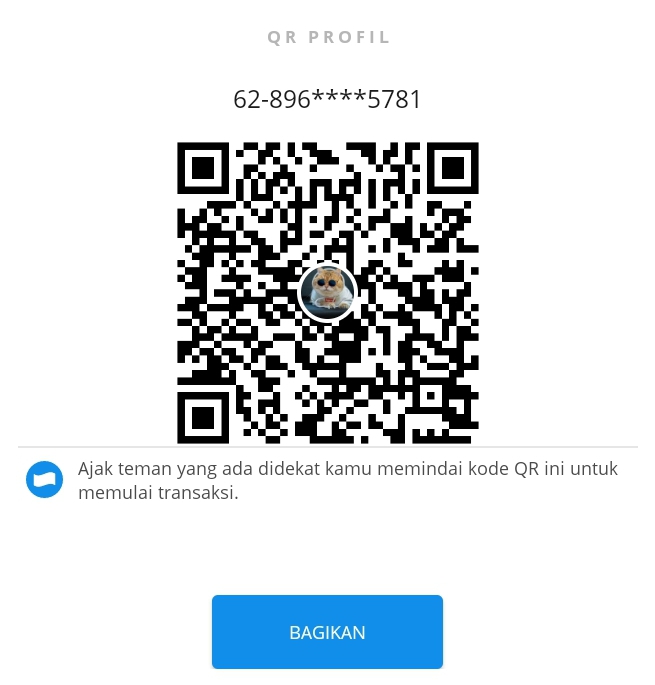 QR PROFIL
62-896****5781
Ajak teman yang ada didekat kamu memindai kode QR ini untuk
memulai transaksi.
BAGIKAN